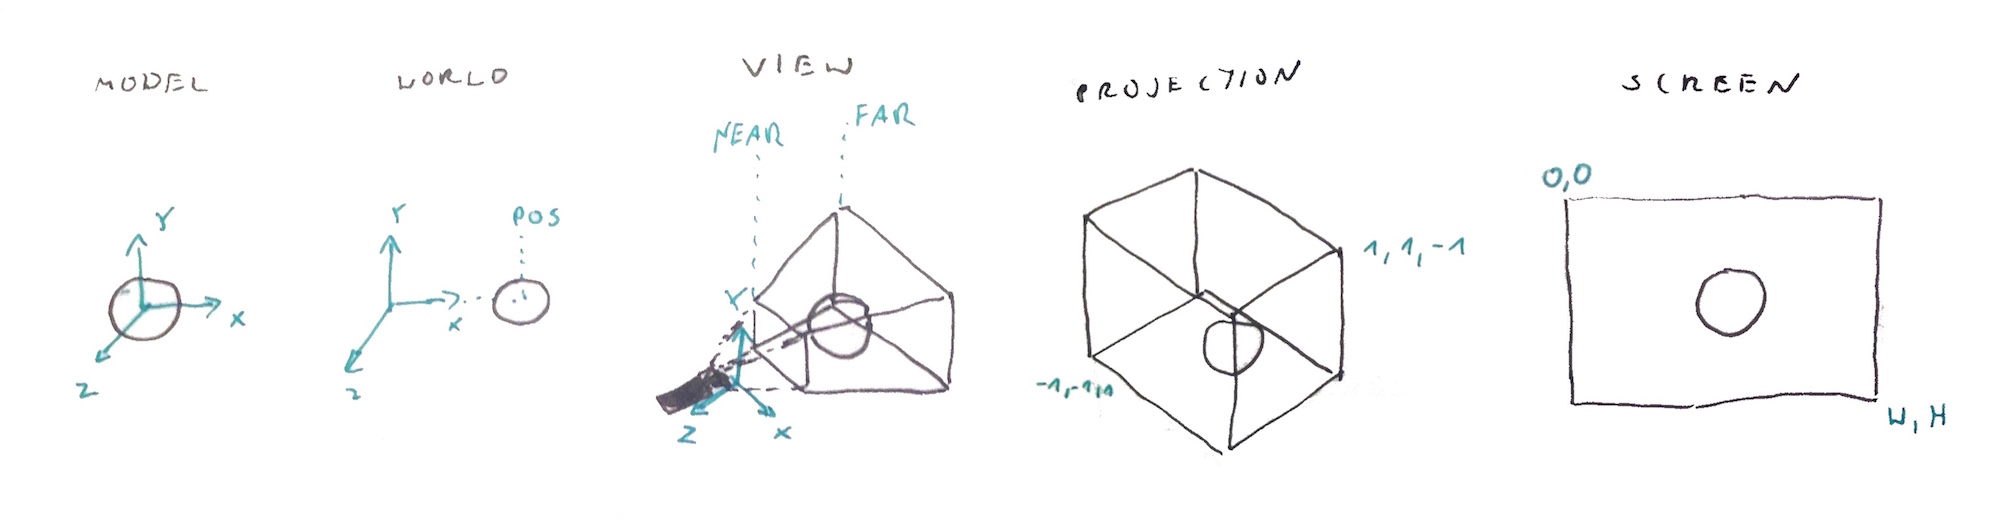 MODEL
WORLD
VIEW
PROJECTION
SCREEN
NEAR
FAR
Y
X
Z
Y
POS
X
Z
Y
Z
X
1, 1, -1
-1, -1, 1
0,0
W, H